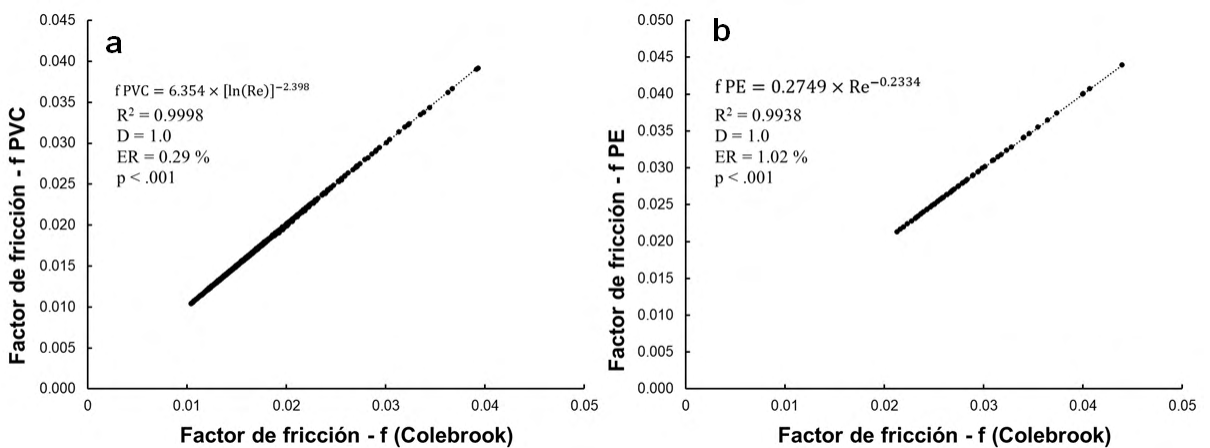 a
f PVC = 6.354 × [ln(Re)]^−2.398
R² = 0.9998
D = 1.0
ER = 0.29 %
p < .001
Factor de fricción - f PVC
0.045
0.040
0.035
0.030
0.025
0.020
0.015
0.010
0.005
0.000
0
0.01
0.02
0.03
0.04
0.05
Factor de fricción - f (Colebrook)
b
f PE = 0.2749 × Re^−0.2334
R² = 0.9938
D = 1.0
ER = 1.02 %
p < .001
Factor de fricción - f PE
0.050
0.045
0.040
0.035
0.030
0.025
0.020
0.015
0.010
0.005
0.000
0
0.01
0.02
0.03
0.04
0.05
Factor de fricción - f (Colebrook)